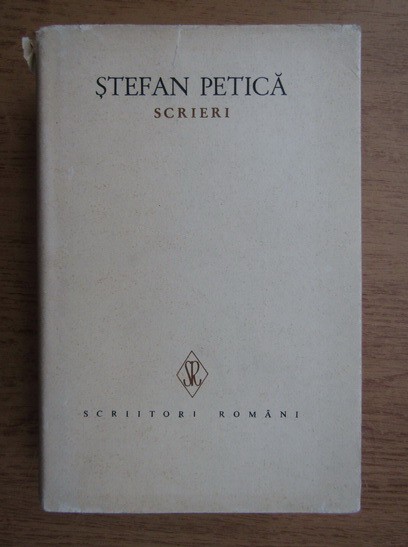 ȘTEFAN PETICĂ
SCRIERI
SR
SCRIITORI ROMÂNI